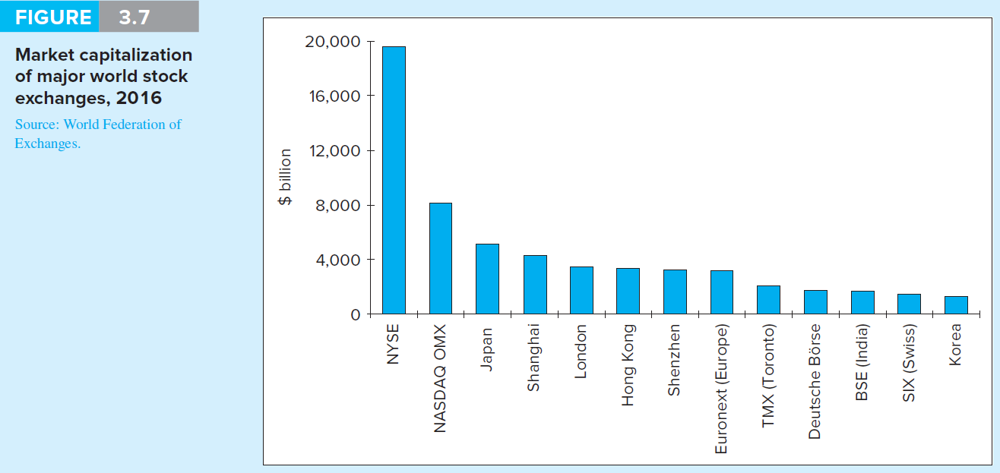 FIGURE 3.7
Market capitalization
of major world stock
exchanges, 2016
Source: World Federation of
Exchanges.
$ billion
20,000
16,000
12,000
8,000
4,000
0
NYSE
NASDAQ OMX
Japan
Shanghai
London
Hong Kong
Shenzhen
Euronext (Europe)
TMX (Toronto)
Deutsche Börse
BSE (India)
SIX (Swiss)
Korea